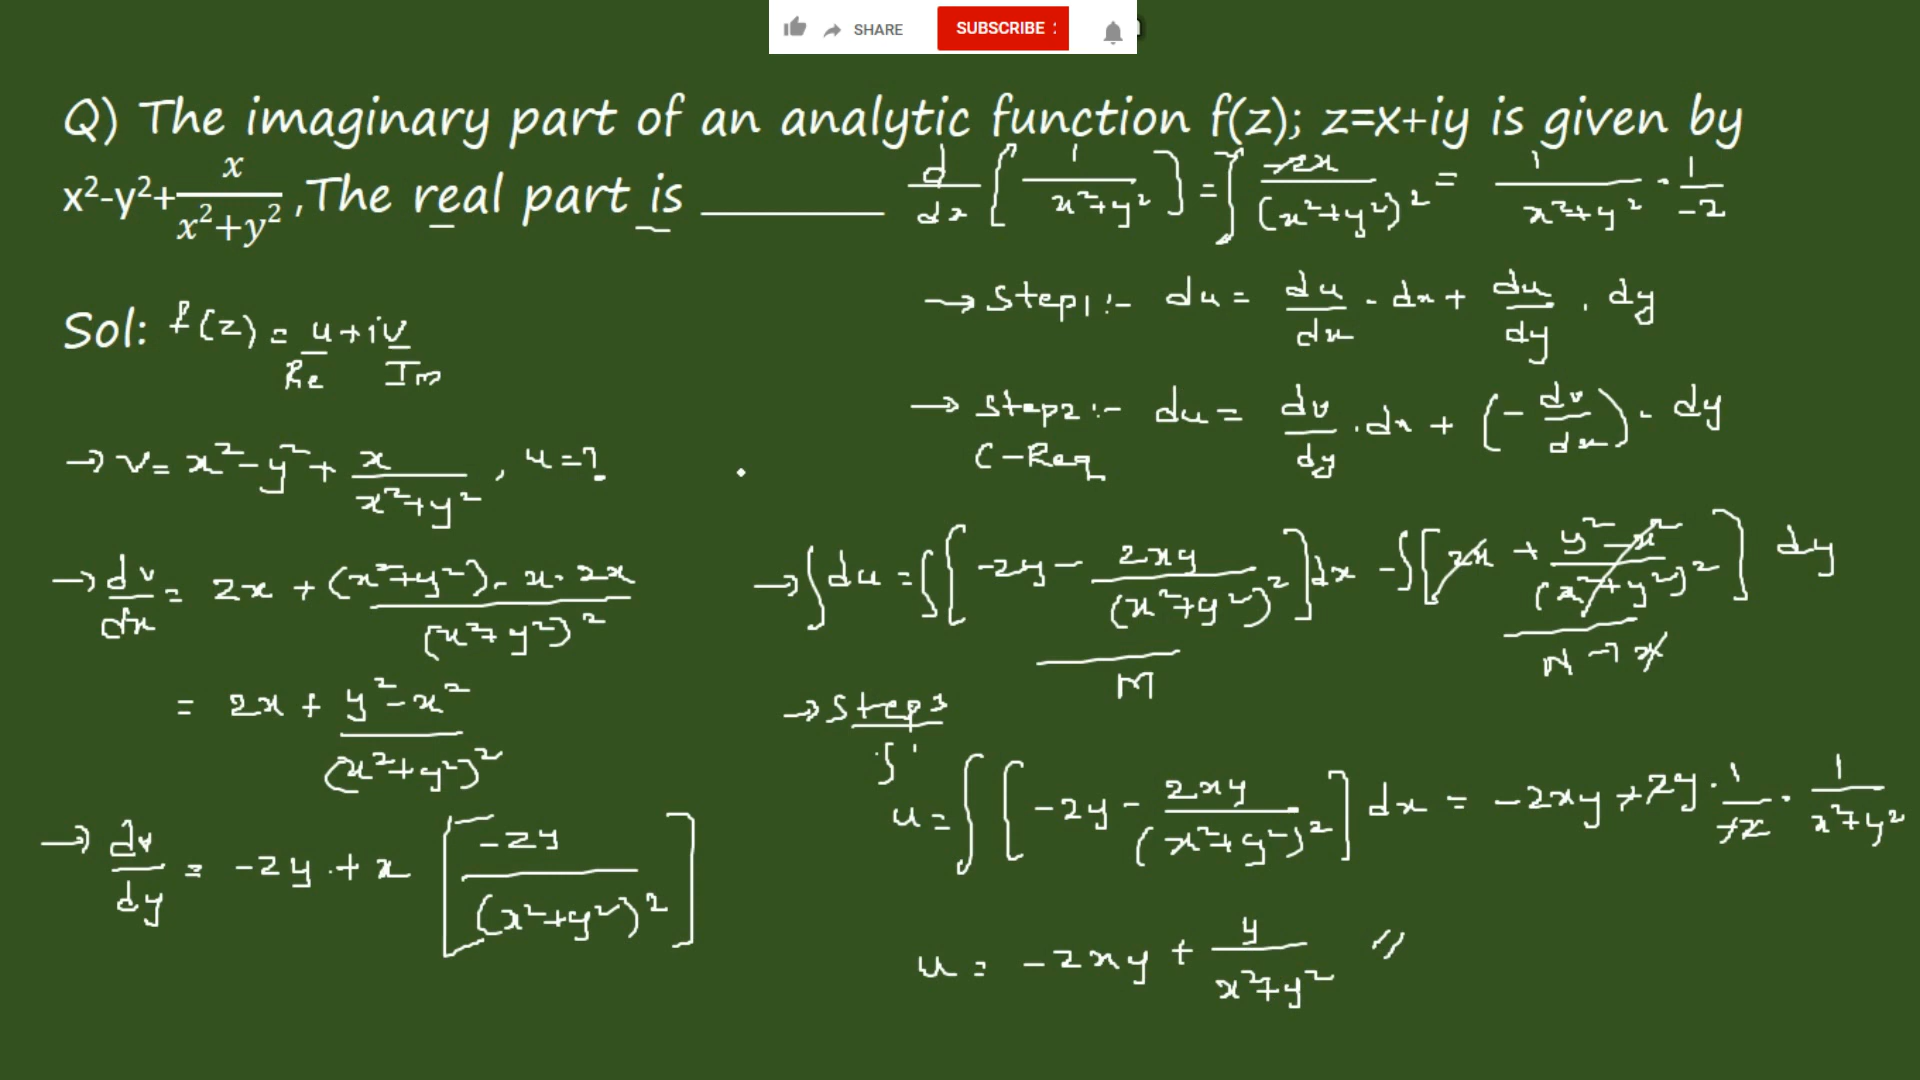 SHARE SUBSCRIBE
Q) The imaginary part of an analytic function f(z); z=x+iy is given by
x²-y²+x/(x²+y²) ,The real part is ________
d/dx [1/(x²+y²)] = ∫ -2x/(x²+y²)² = 1/(x²+y²) · 1/-2
Sol: f(z) = u+iv
Re Im
→ v = x²-y²+x/(x²+y²) , u=?
→ dv/dx = 2x + ((x²+y²) - x·2x)/(x²+y²)²
= 2x + (y²-x²)/(x²+y²)²
→ dv/dy = -2y + x [-2y/(x²+y²)²]
→ Step1:- du = du/dx · dx + du/dy · dy
→ Step2:- du = dv/dy · dx + (-dv/dx) · dy
C-Req
→ ∫du = ∫[-2y - 2xy/(x²+y²)²]dx - ∫[2x + (y²-x²)/(x²+y²)²] dy
M N → x
→ Step3
∫'
u = ∫[-2y - 2xy/(x²+y²)²] dx = -2xy + 2y · 1/+2 · 1/(x²+y²)
u = -2xy + y/(x²+y²) //